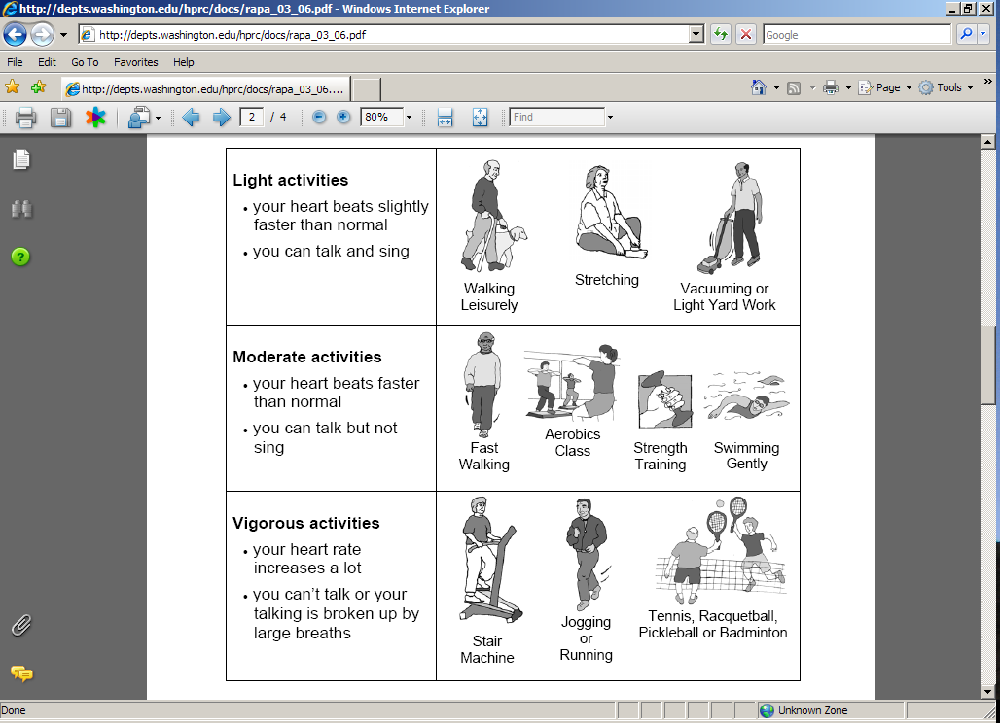 http://depts.washington.edu/hprc/docs/rapa_03_06.pdf - Windows Internet Explorer
http://depts.washington.edu/hprc/docs/rapa_03_06.pdf
Google
File Edit Go To Favorites Help
http://depts.washington.edu/hprc/docs/rapa_03_06....
Page Tools »
2 / 4 80% Find
Light activities
• your heart beats slightly
faster than normal
• you can talk and sing
Walking
Leisurely
Stretching
Vacuuming or
Light Yard Work
Moderate activities
• your heart beats faster
than normal
• you can talk but not
sing
Fast
Walking
Aerobics
Class
Strength
Training
Swimming
Gently
Vigorous activities
• your heart rate
increases a lot
• you can't talk or your
talking is broken up by
large breaths
Stair
Machine
Jogging
or
Running
Tennis, Racquetball,
Pickleball or Badminton
Done
Unknown Zone